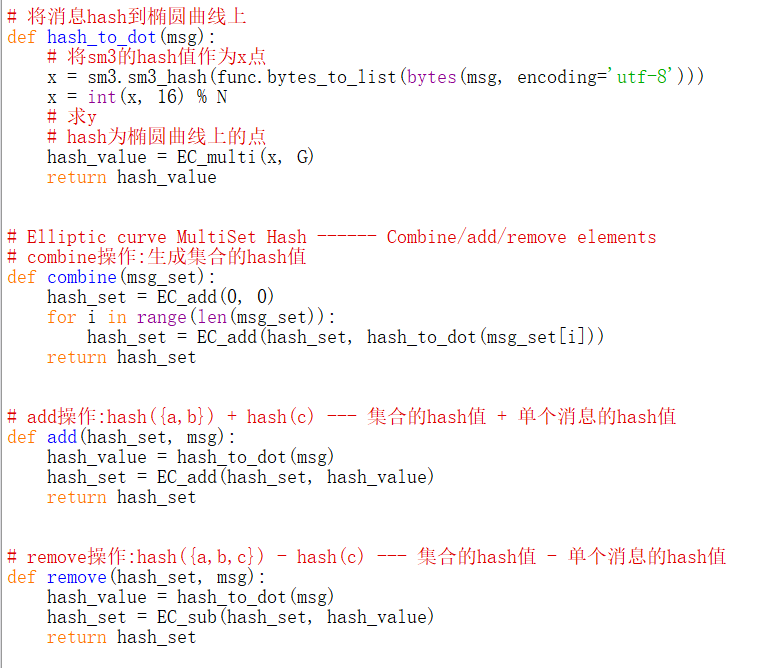 # 将消息hash到椭圆曲线上
def hash_to_dot(msg):
    # 将sm3的hash值作为x点
    x = sm3.sm3_hash(func.bytes_to_list(bytes(msg, encoding='utf-8')))
    x = int(x, 16) % N
    # 求y
    # hash为椭圆曲线上的点
    hash_value = EC_multi(x, G)
    return hash_value
# Elliptic curve MultiSet Hash ------ Combine/add/remove elements
# combine操作:生成集合的hash值
def combine(msg_set):
    hash_set = EC_add(0, 0)
    for i in range(len(msg_set)):
        hash_set = EC_add(hash_set, hash_to_dot(msg_set[i]))
    return hash_set
# add操作:hash({a,b}) + hash(c) --- 集合的hash值 + 单个消息的hash值
def add(hash_set, msg):
    hash_value = hash_to_dot(msg)
    hash_set = EC_add(hash_set, hash_value)
    return hash_set
# remove操作:hash({a,b,c}) - hash(c) --- 集合的hash值 - 单个消息的hash值
def remove(hash_set, msg):
    hash_value = hash_to_dot(msg)
    hash_set = EC_sub(hash_set, hash_value)
    return hash_set